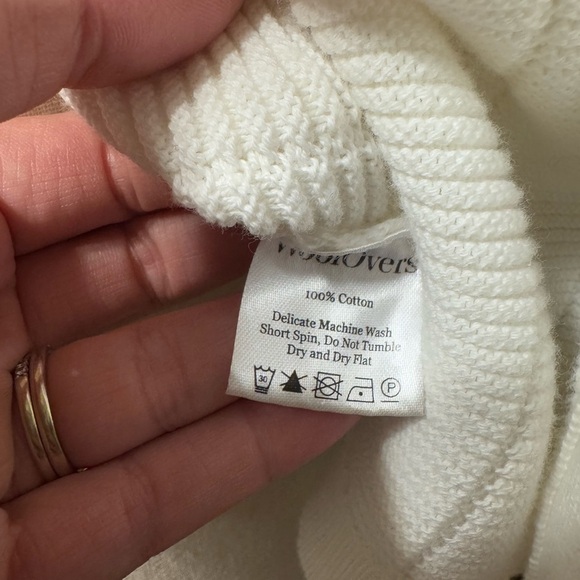 WoolOvers
100% Cotton
Delicate Machine Wash
Short Spin, Do Not Tumble
Dry and Dry Flat
30 P